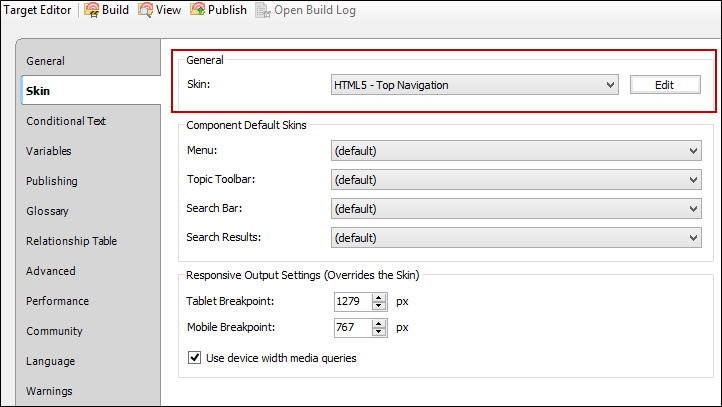 Target Editor Build View Publish Open Build Log
General
Skin
Conditional Text
Variables
Publishing
Glossary
Relationship Table
Advanced
Performance
Community
Language
Warnings
General
Skin: HTML5 - Top Navigation Edit
Component Default Skins
Menu: (default)
Topic Toolbar: (default)
Search Bar: (default)
Search Results: (default)
Responsive Output Settings (Overrides the Skin)
Tablet Breakpoint: 1279 px
Mobile Breakpoint: 767 px
Use device width media queries